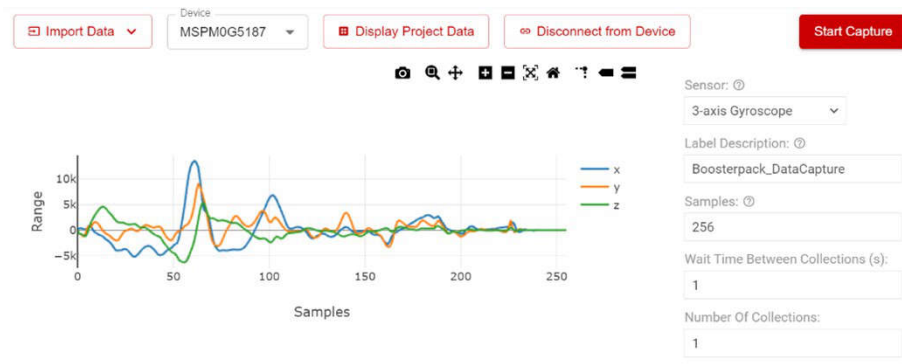 Import Data
Device
MSPM0G5187
Display Project Data
Disconnect from Device
Start Capture
Sensor:
3-axis Gyroscope
Label Description:
Boosterpack_DataCapture
Samples:
256
Wait Time Between Collections (s):
1
Number Of Collections:
1
Range
10k
5k
0
−5k
0
50
100
150
200
250
Samples
x
y
z